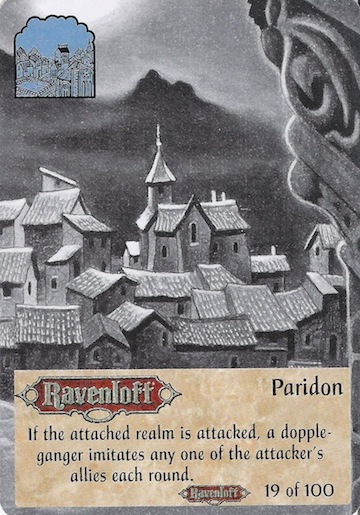 Ravenloft
Paridon
If the attached realm is attacked, a dopple-
ganger imitates any one of the attacker's
allies each round.
Ravenloft
19 of 100